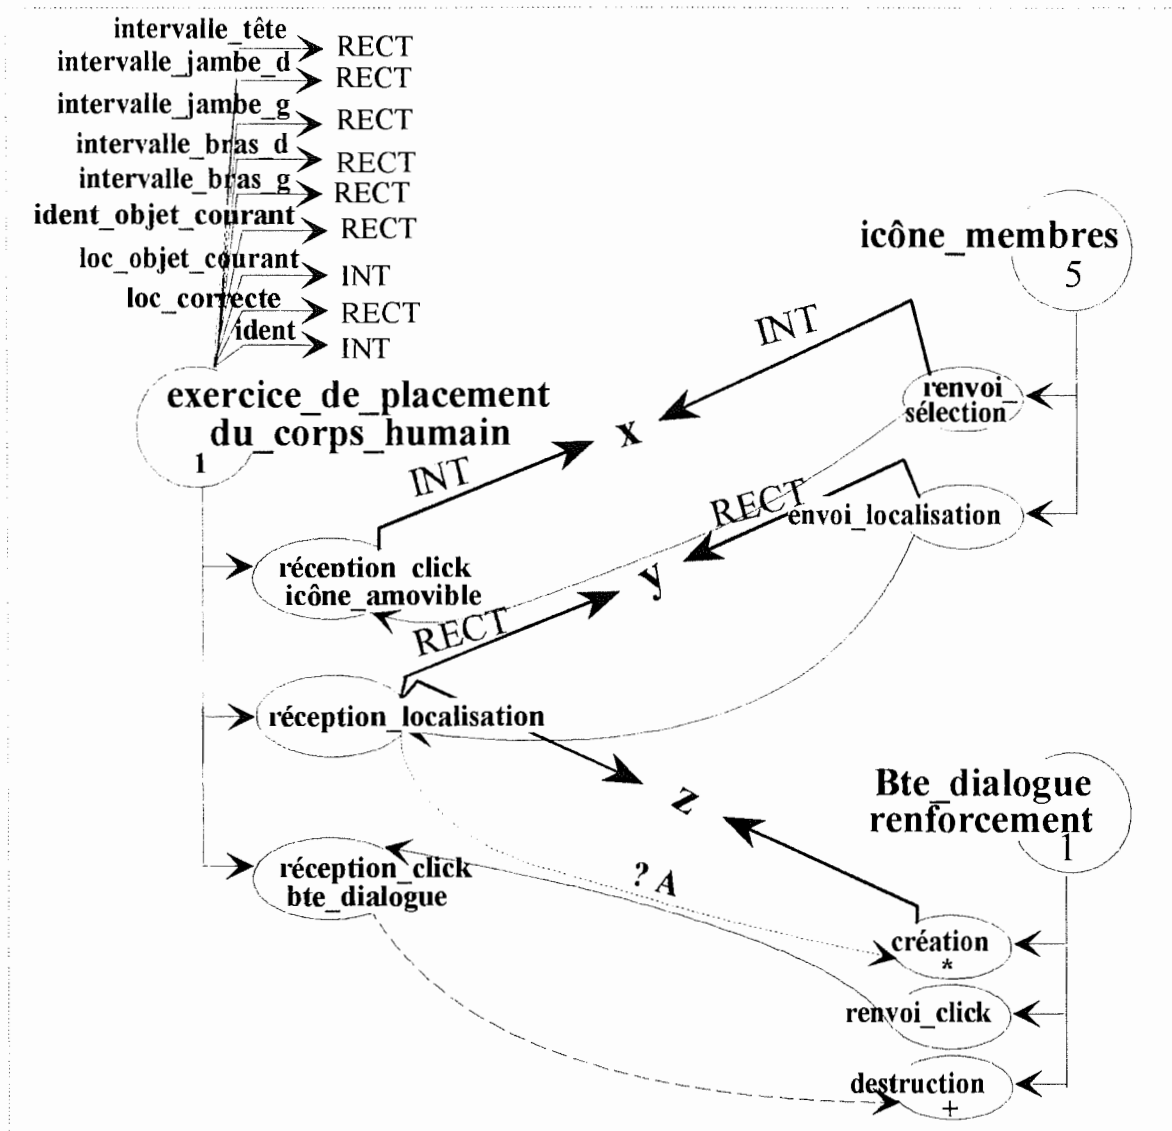 intervalle_tête RECT
intervalle_jambe_d RECT
intervalle_jambe_g RECT
intervalle_bras_d RECT
intervalle_bras_g RECT
ident_objet_courant RECT
loc_objet_courant INT
loc_correcte RECT
ident INT
exercice_de_placement
du_corps_humain
1
icône_membres
5
INT
renvoi_
sélection
x
INT
RECT
envoi_localisation
réception click
icône_amovible
y
RECT
réception_localisation
z
Bte_dialogue
renforcement
1
réception_click
bte_dialogue
? A
création
*
renvoi_click
destruction
+